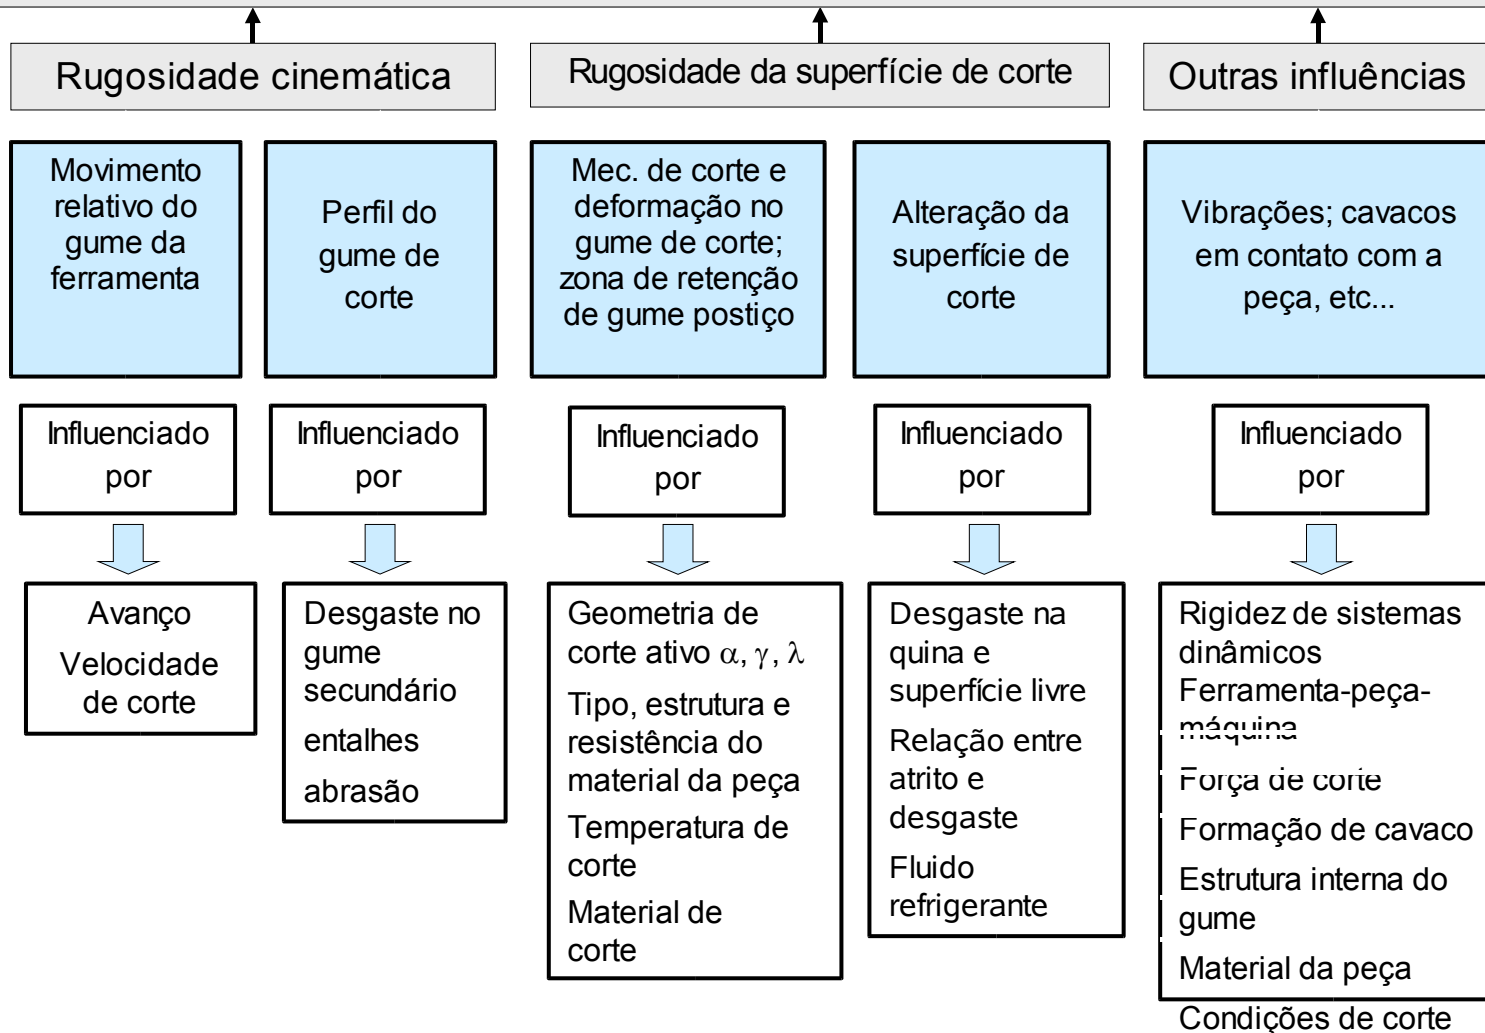 Rugosidade cinemática
Rugosidade da superfície de corte
Outras influências
Movimento
relativo do
gume da
ferramenta
Perfil do
gume de
corte
Mec. de corte e
deformação no
gume de corte;
zona de retenção
de gume postiço
Alteração da
superfície de
corte
Vibrações; cavacos
em contato com a
peça, etc...
Influenciado
por
Influenciado
por
Influenciado
por
Influenciado
por
Influenciado
por
Avanço
Velocidade
de corte
Desgaste no
gume
secundário
entalhes
abrasão
Geometria de
corte ativo α, γ, λ
Tipo, estrutura e
resistência do
material da peça
Temperatura de
corte
Material de
corte
Desgaste na
quina e
superfície livre
Relação entre
atrito e
desgaste
Fluido
refrigerante
Rigidez de sistemas
dinâmicos
Ferramenta-peça-
máquina
Força de corte
Formação de cavaco
Estrutura interna do
gume
Material da peça
Condições de corte